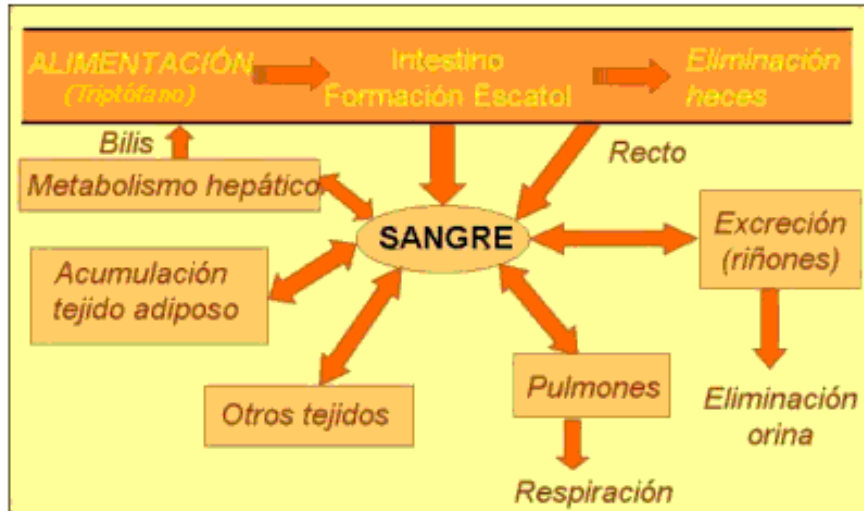 ALIMENTACIÓN
(Triptófano)
Intestino
Formación Escatol
Eliminación
heces
Bilis
Recto
Metabolismo hepático
SANGRE
Excreción
(riñones)
Acumulación
tejido adiposo
Otros tejidos
Pulmones
Eliminación
orina
Respiración